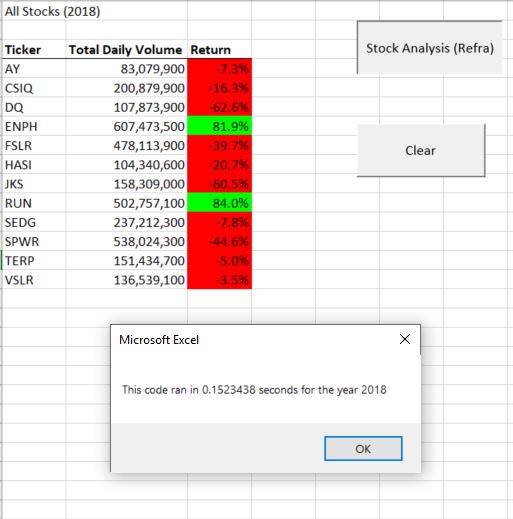 All Stocks (2018)
Stock Analysis (Refra)
Ticker Total Daily Volume Return
AY 83,079,900 -7.3%
CSIQ 200,879,900 -16.3%
DQ 107,873,900 -62.6%
ENPH 607,473,500 81.9%
FSLR 478,113,900 -39.7%
HASI 104,340,600 -20.7%
JKS 158,309,000 -60.5%
RUN 502,757,100 84.0%
SEDG 237,212,300 -7.8%
SPWR 538,024,300 -44.6%
TERP 151,434,700 -5.0%
VSLR 136,539,100 -3.5%
Clear
Microsoft Excel
This code ran in 0.1523438 seconds for the year 2018
OK